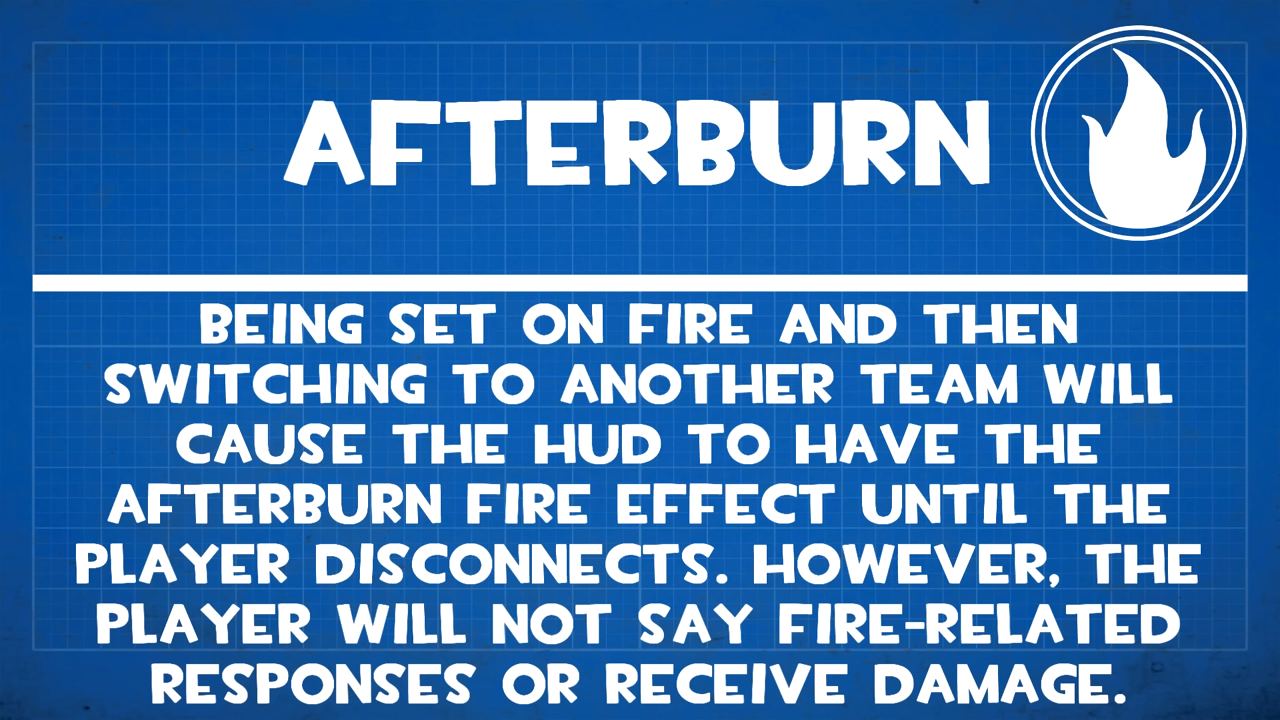 AFTERBURN
BEING SET ON FIRE AND THEN
SWITCHING TO ANOTHER TEAM WILL
CAUSE THE HUD TO HAVE THE
AFTERBURN FIRE EFFECT UNTIL THE
PLAYER DISCONNECTS. HOWEVER, THE
PLAYER WILL NOT SAY FIRE-RELATED
RESPONSES OR RECEIVE DAMAGE.